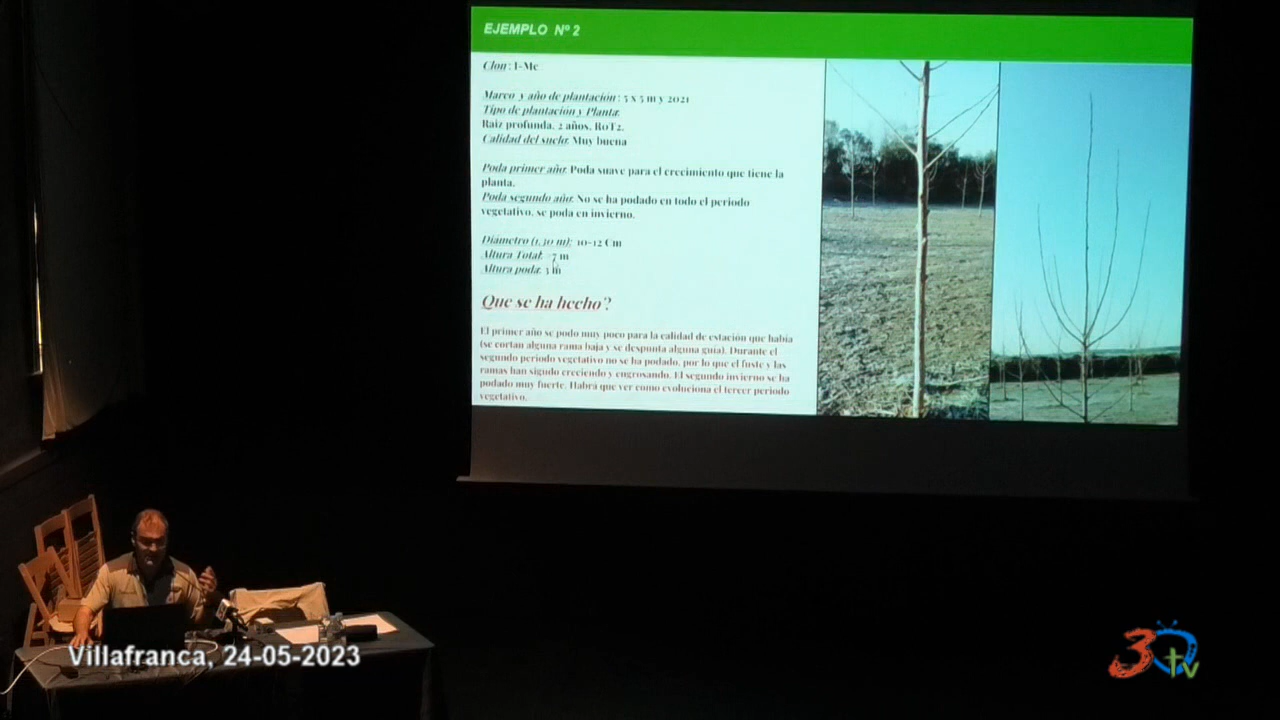 EJEMPLO Nº 2
Clon: I-Mc
Marco y año de plantación: 5 x 5 m y 2021
Tipo de plantación y Planta:
Raíz profunda, 2 años, R0T2.
Calidad del suelo: Muy buena
Poda primer año: Poda suave para el crecimiento que tiene la
planta.
Poda segundo año: No se ha podado en todo el periodo
vegetativo, se poda en invierno.
Diámetro (1,30 m): 10-12 Cm
Altura Total: 7 m
Altura poda: 3 m
Que se ha hecho?
El primer año se podo muy poco para la calidad de estación que había
(se cortan alguna rama baja y se despunta alguna guía). Durante el
segundo periodo vegetativo no se ha podado, por lo que el fuste y las
ramas han sigudo creciendo y engrosando. El segundo invierno se ha
podado muy fuerte. Habrá que ver como evoluciona el tercer periodo
vegetativo.
Villafranca, 24-05-2023
3 tv